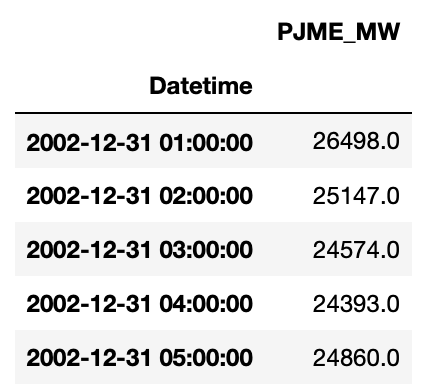 PJME_MW
Datetime
2002-12-31 01:00:00 26498.0
2002-12-31 02:00:00 25147.0
2002-12-31 03:00:00 24574.0
2002-12-31 04:00:00 24393.0
2002-12-31 05:00:00 24860.0